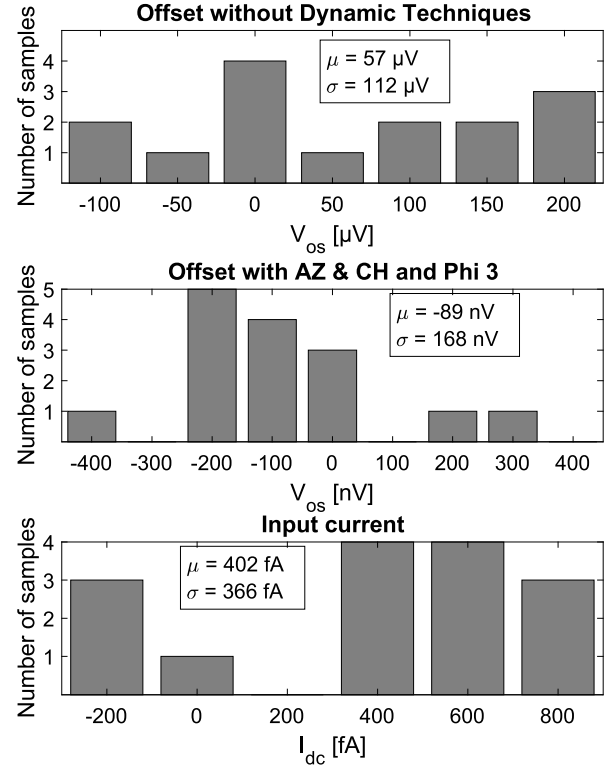 Offset without Dynamic Techniques
Number of samples
4
3
2
1
μ = 57 µV
σ = 112 µV
-100 -50 0 50 100 150 200
V_os [µV]
Offset with AZ & CH and Phi 3
Number of samples
5
4
3
2
1
μ = -89 nV
σ = 168 nV
-400 -300 -200 -100 0 100 200 300 400
V_os [nV]
Input current
Number of samples
4
3
2
1
μ = 402 fA
σ = 366 fA
-200 0 200 400 600 800
I_dc [fA]